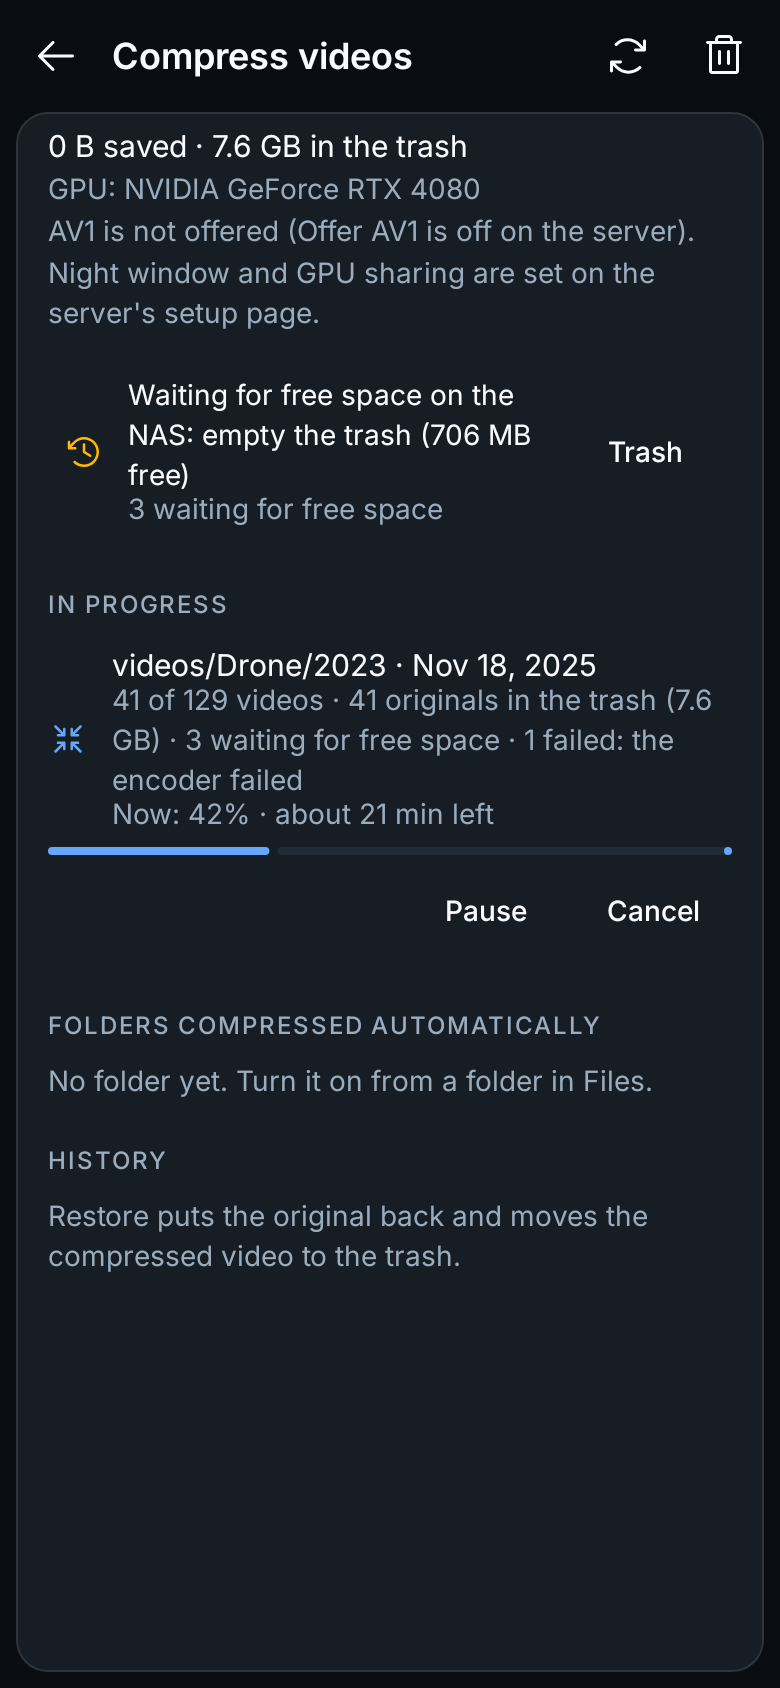 Compress videos
0 B saved · 7.6 GB in the trash
GPU: NVIDIA GeForce RTX 4080
AV1 is not offered (Offer AV1 is off on the server).
Night window and GPU sharing are set on the
server's setup page.
Waiting for free space on the
NAS: empty the trash (706 MB
free)
3 waiting for free space
Trash
IN PROGRESS
videos/Drone/2023 · Nov 18, 2025
41 of 129 videos · 41 originals in the trash (7.6
GB) · 3 waiting for free space · 1 failed: the
encoder failed
Now: 42% · about 21 min left
Pause
Cancel
FOLDERS COMPRESSED AUTOMATICALLY
No folder yet. Turn it on from a folder in Files.
HISTORY
Restore puts the original back and moves the
compressed video to the trash.